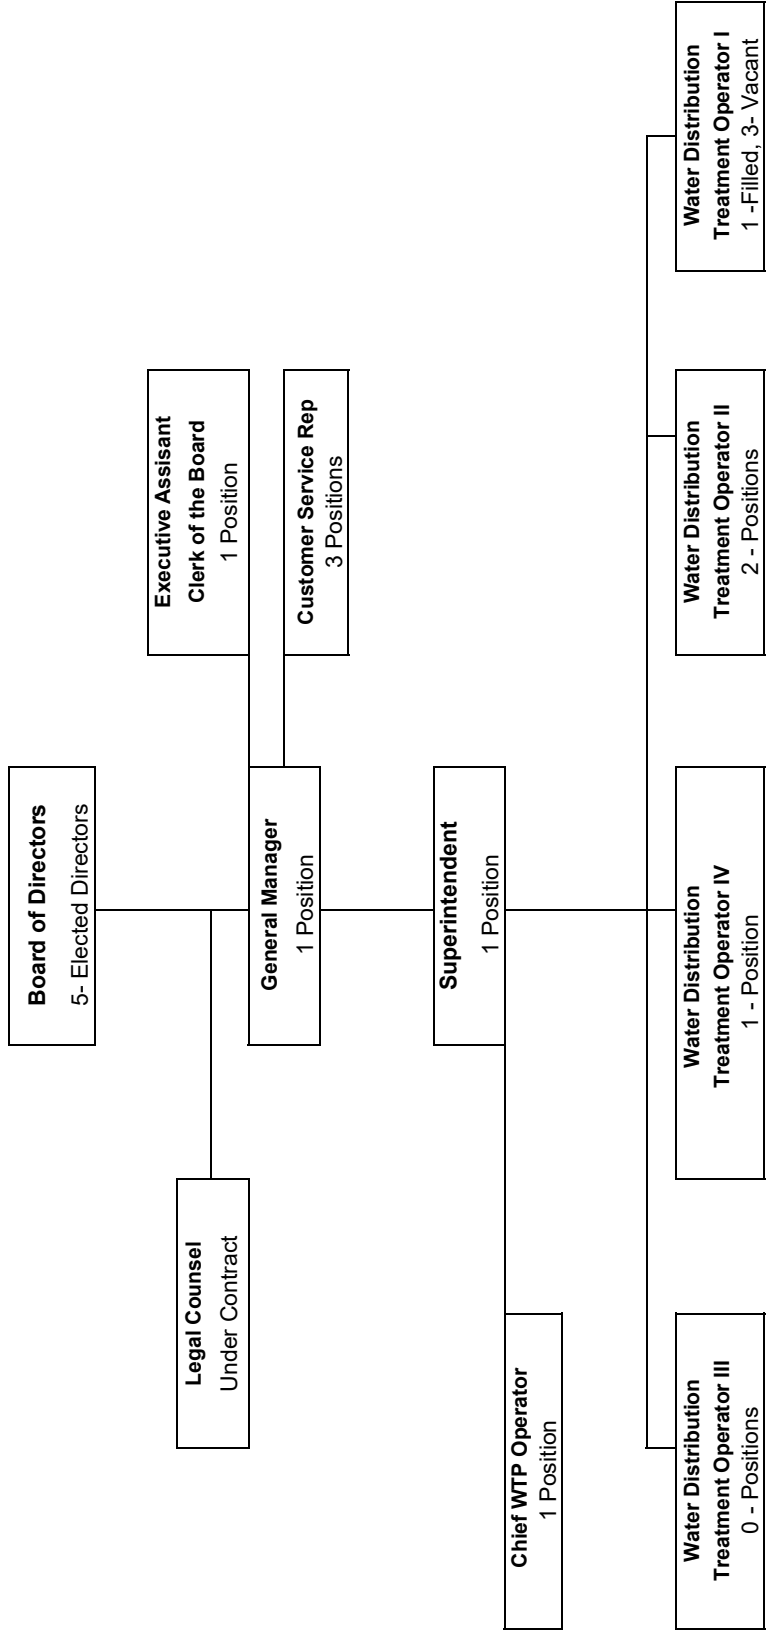 Board of Directors
5- Elected Directors
Legal Counsel
Under Contract
Executive Assisant
Clerk of the Board
1 Position
General Manager
1 Position
Customer Service Rep
3 Positions
Superintendent
1 Position
Chief WTP Operator
1 Position
Water Distribution
Treatment Operator III
0 - Positions
Water Distribution
Treatment Operator IV
1 - Position
Water Distribution
Treatment Operator II
2 - Positions
Water Distribution
Treatment Operator I
1 -Filled, 3- Vacant